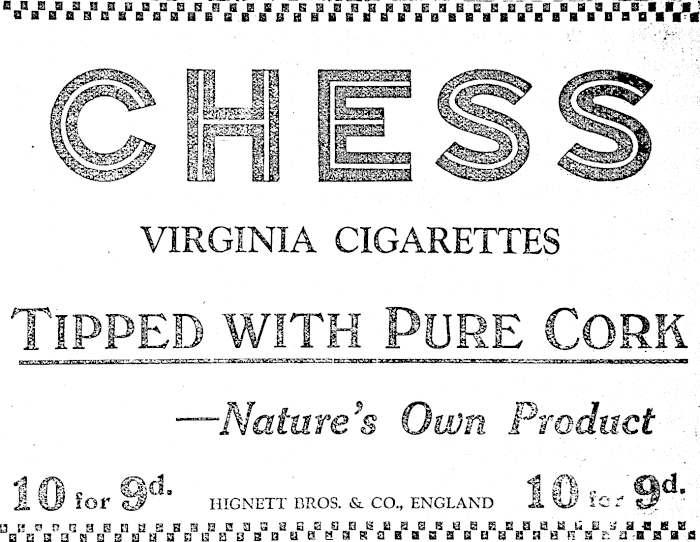 CHESS
VIRGINIA CIGARETTES
TIPPED WITH PURE CORK
—Nature's Own Product
10 for 9d. HIGNETT BROS. & CO., ENGLAND 10 for 9d.